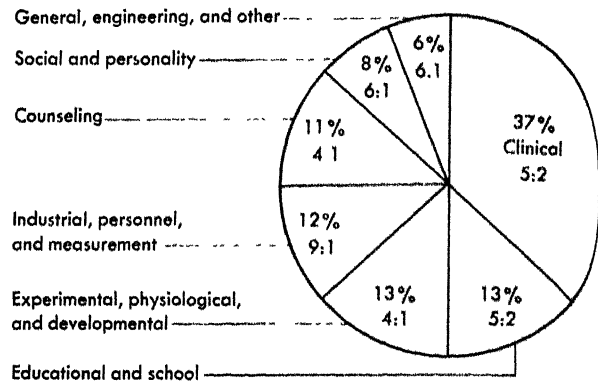 General, engineering, and other
6%
6.1
Social and personality
8%
6:1
Counseling
11%
4 1
37%
Clinical
5:2
Industrial, personnel,
and measurement
12%
9:1
Experimental, physiological,
and developmental
13%
4:1
13%
5:2
Educational and school